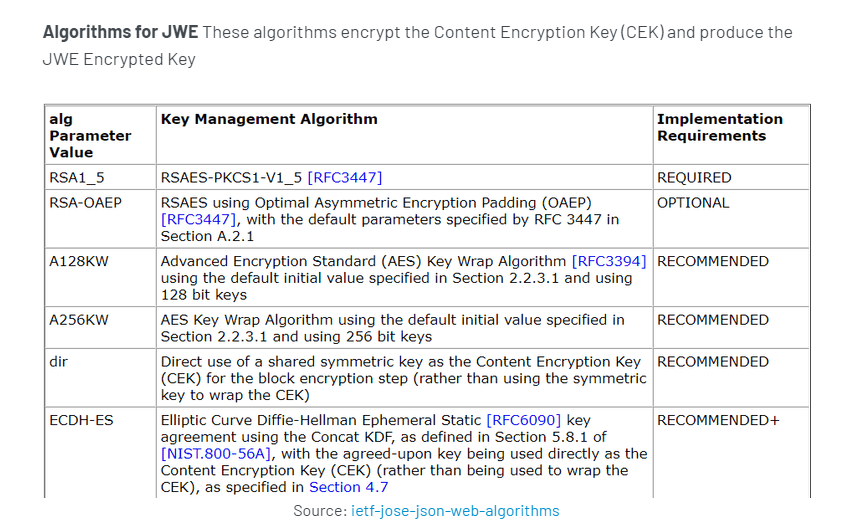 Algorithms for JWE These algorithms encrypt the Content Encryption Key (CEK) and produce the
JWE Encrypted Key
alg
Parameter
Value
Key Management Algorithm
Implementation
Requirements
RSA1_5
RSAES-PKCS1-V1_5 [RFC3447]
REQUIRED
RSA-OAEP
RSAES using Optimal Asymmetric Encryption Padding (OAEP)
[RFC3447], with the default parameters specified by RFC 3447 in
Section A.2.1
OPTIONAL
A128KW
Advanced Encryption Standard (AES) Key Wrap Algorithm [RFC3394]
using the default initial value specified in Section 2.2.3.1 and using
128 bit keys
RECOMMENDED
A256KW
AES Key Wrap Algorithm using the default initial value specified in
Section 2.2.3.1 and using 256 bit keys
RECOMMENDED
dir
Direct use of a shared symmetric key as the Content Encryption Key
(CEK) for the block encryption step (rather than using the symmetric
key to wrap the CEK)
RECOMMENDED
ECDH-ES
Elliptic Curve Diffie-Hellman Ephemeral Static [RFC6090] key
agreement using the Concat KDF, as defined in Section 5.8.1 of
[NIST.800-56A], with the agreed-upon key being used directly as the
Content Encryption Key (CEK) (rather than being used to wrap the
CEK), as specified in Section 4.7
RECOMMENDED+
Source: ietf-jose-json-web-algorithms